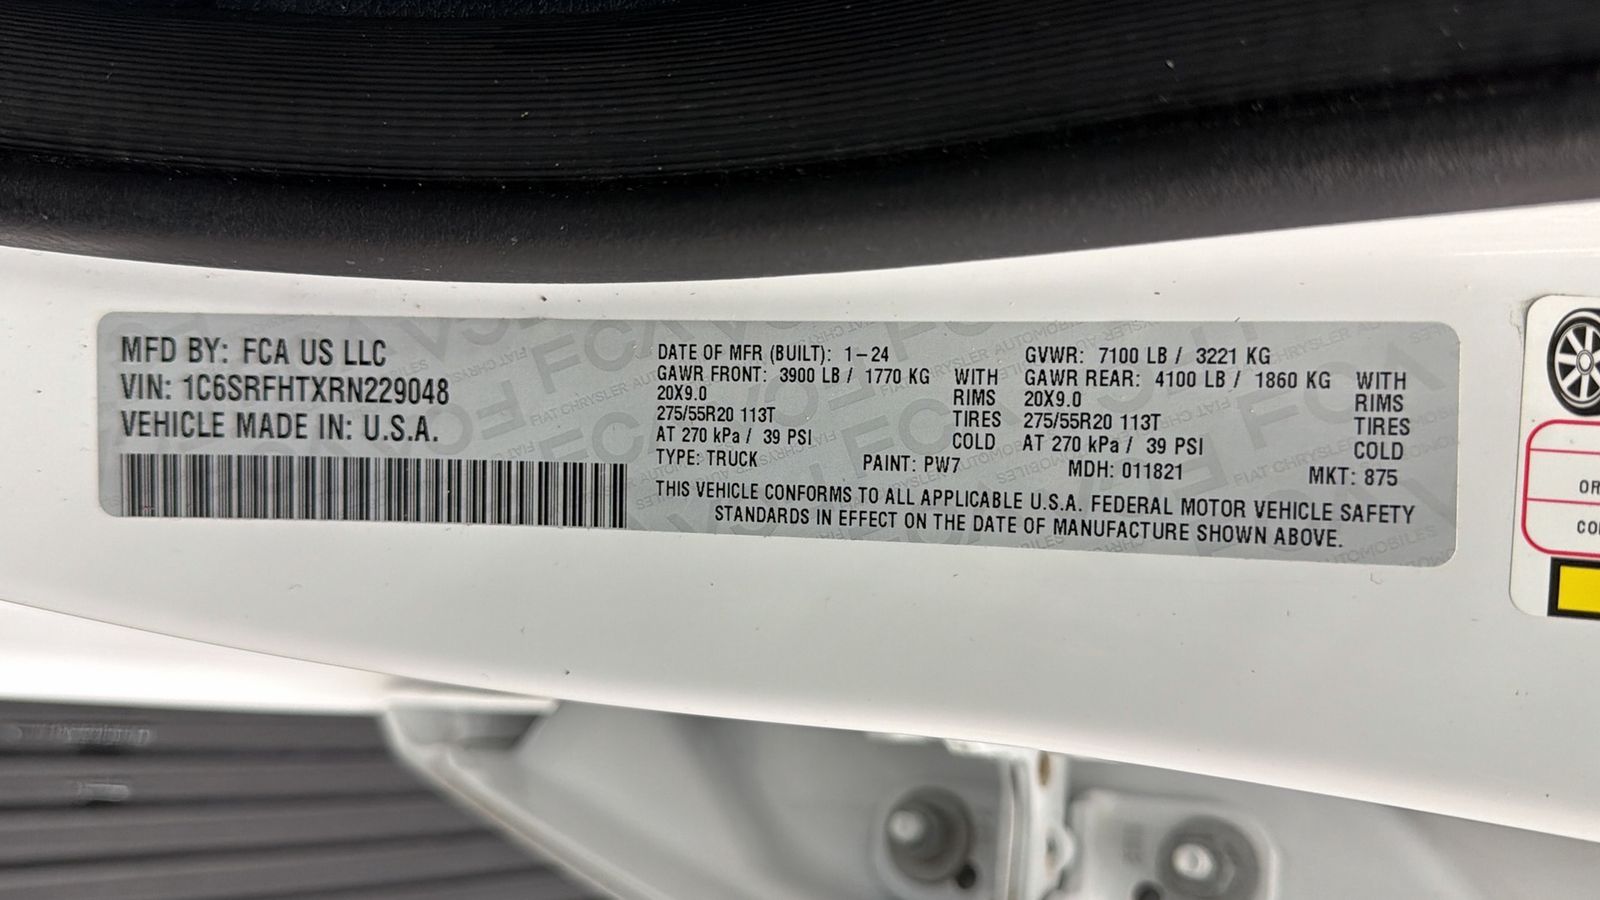 MFD BY: FCA US LLC
VIN: 1C6SRFHTXRN229048
VEHICLE MADE IN: U.S.A.
DATE OF MFR (BUILT): 1-24 GVWR: 7100 LB / 3221 KG
GAWR FRONT: 3900 LB / 1770 KG WITH GAWR REAR: 4100 LB / 1860 KG WITH
20X9.0 RIMS 20X9.0 RIMS
275/55R20 113T TIRES 275/55R20 113T TIRES
AT 270 kPa / 39 PSI COLD AT 270 kPa / 39 PSI COLD
TYPE: TRUCK PAINT: PW7 MDH: 011821 MKT: 875
THIS VEHICLE CONFORMS TO ALL APPLICABLE U.S.A. FEDERAL MOTOR VEHICLE SAFETY
STANDARDS IN EFFECT ON THE DATE OF MANUFACTURE SHOWN ABOVE.